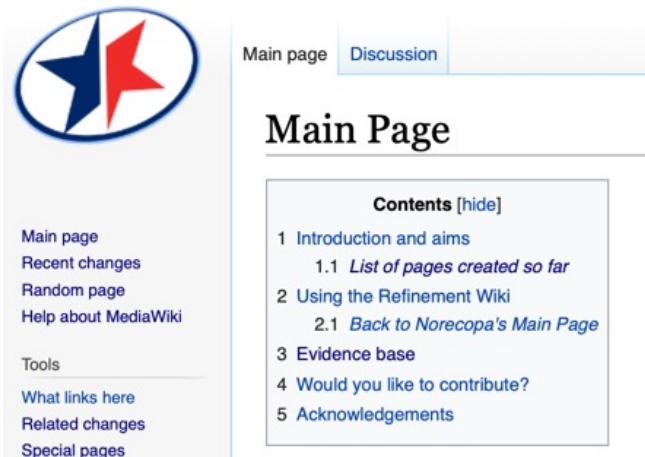 Main page
Discussion
Main Page
Contents [hide]
1 Introduction and aims
1.1 List of pages created so far
2 Using the Refinement Wiki
2.1 Back to Norecopa's Main Page
3 Evidence base
4 Would you like to contribute?
5 Acknowledgements
Main page
Recent changes
Random page
Help about MediaWiki
Tools
What links here
Related changes
Special pages